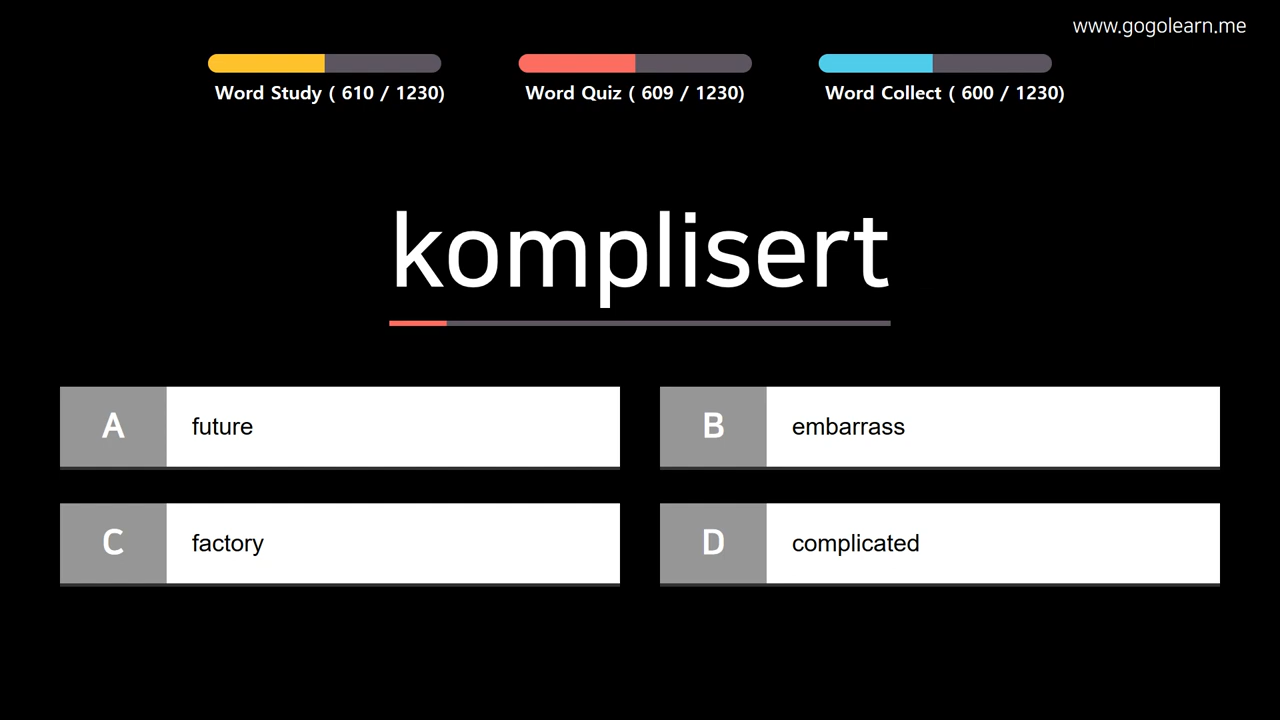 www.gogolearn.me
Word Study ( 610 / 1230)
Word Quiz ( 609 / 1230)
Word Collect ( 600 / 1230)
komplisert
A
future
B
embarrass
C
factory
D
complicated